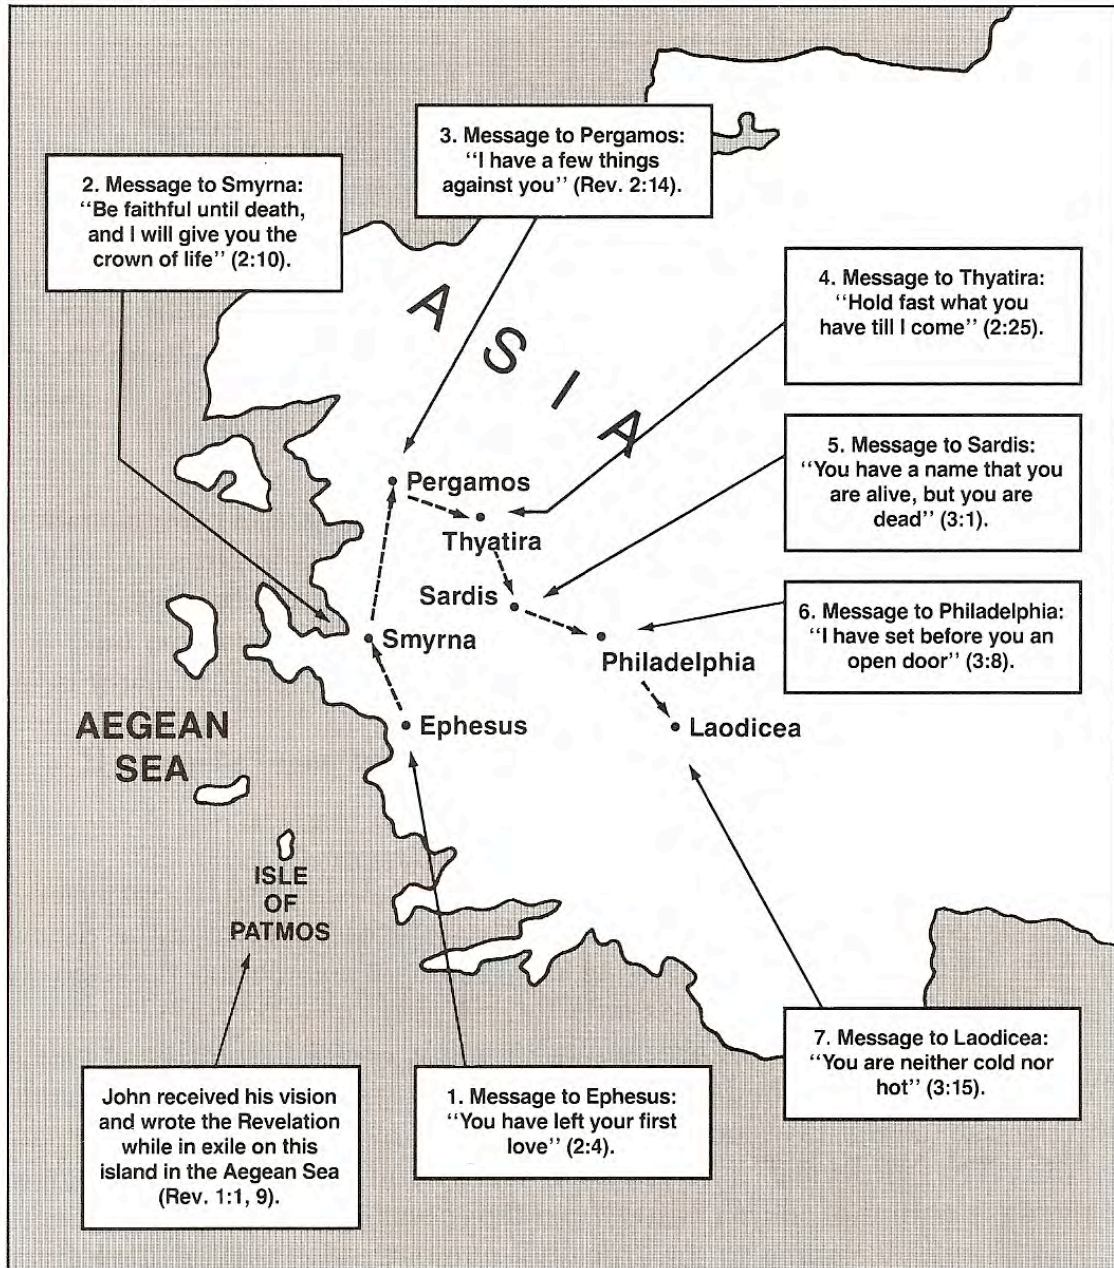 3. Message to Pergamos:
“I have a few things
against you” (Rev. 2:14).
2. Message to Smyrna:
“Be faithful until death,
and I will give you the
crown of life” (2:10).
4. Message to Thyatira:
“Hold fast what you
have till I come” (2:25).
ASIA
5. Message to Sardis:
“You have a name that you
are alive, but you are
dead” (3:1).
Pergamos
Thyatira
Sardis
6. Message to Philadelphia:
“I have set before you an
open door” (3:8).
Smyrna
Philadelphia
Ephesus
Laodicea
AEGEAN
SEA
ISLE
OF
PATMOS
7. Message to Laodicea:
“You are neither cold nor
hot” (3:15).
John received his vision
and wrote the Revelation
while in exile on this
island in the Aegean Sea
(Rev. 1:1, 9).
1. Message to Ephesus:
“You have left your first
love” (2:4).